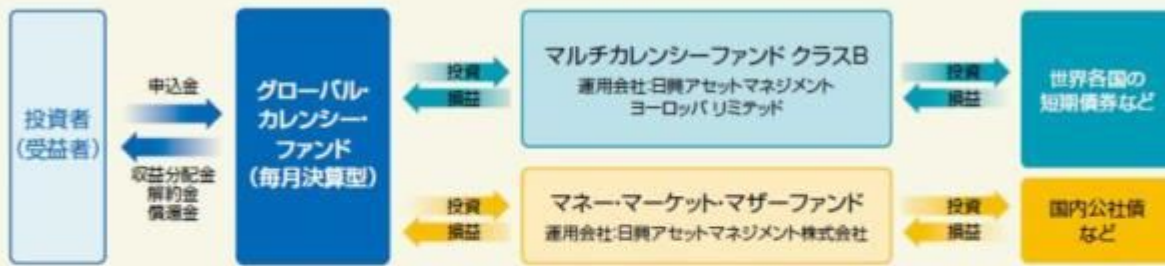 投資者
(受益者)
申込金
収益分配金
解約金
償還金
グローバル・
カレンシー・
ファンド
(毎月決算型)
投資
損益
マルチカレンシーファンド クラスB
運用会社:日興アセットマネジメント
ヨーロッパ リミテッド
投資
損益
世界各国の
短期債券など
投資
損益
マネー・マーケット・マザーファンド
運用会社:日興アセットマネジメント株式会社
投資
損益
国内公社債
など